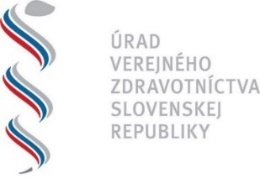 ÚRAD
VEREJNÉHO
ZDRAVOTNÍCTVA
SLOVENSKEJ
REPUBLIKY